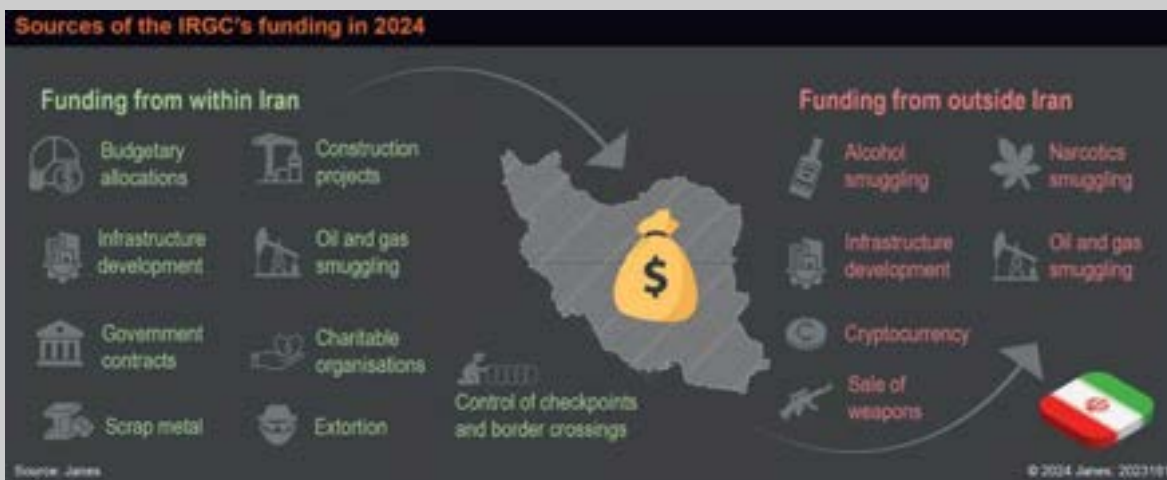 Sources of the IRGC's funding in 2024
Funding from within Iran
Budgetary
allocations
Construction
projects
Infrastructure
development
Oil and gas
smuggling
Government
contracts
Charitable
organisations
Scrap metal
Extortion
Control of checkpoints
and border crossings
$
Funding from outside Iran
Alcohol
smuggling
Narcotics
smuggling
Infrastructure
development
Oil and gas
smuggling
Cryptocurrency
Sale of
weapons
Source: Janes
© 2024 Janes: